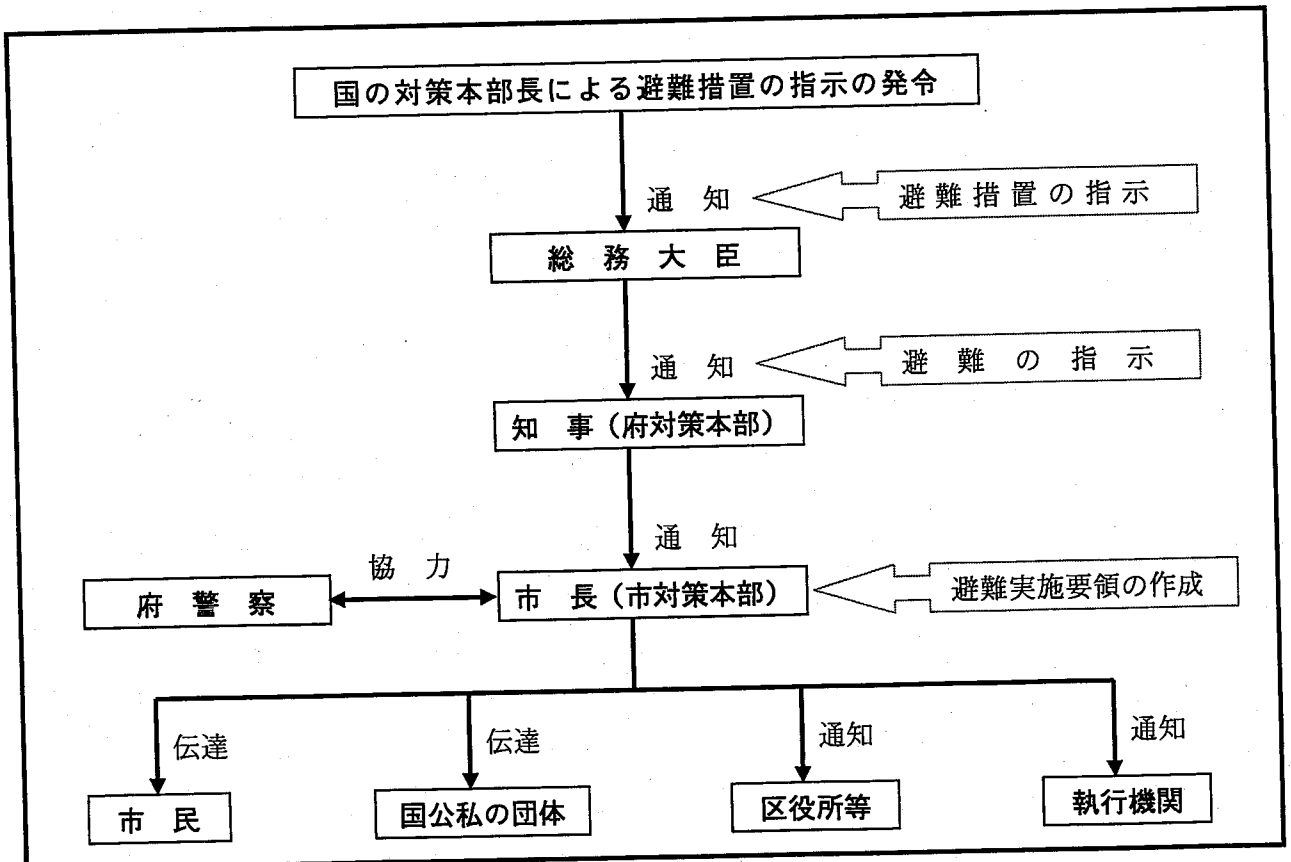 国の対策本部長による避難措置の指示の発令
通 知
避難措置の指示
総 務 大 臣
通 知
避 難 の 指 示
知 事（府対策本部）
通 知
協 力
府 警 察
市 長（市対策本部）
避難実施要領の作成
伝達
伝達
通知
通知
市 民
国公私の団体
区役所等
執行機関